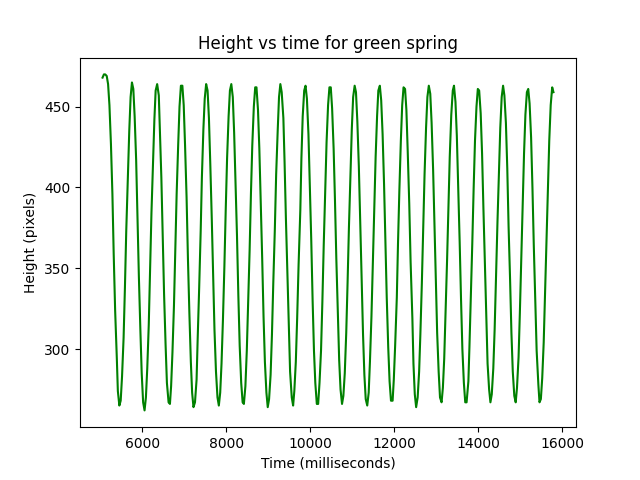 Height vs time for green spring
450
400
350
300
Height (pixels)
6000 8000 10000 12000 14000 16000
Time (milliseconds)